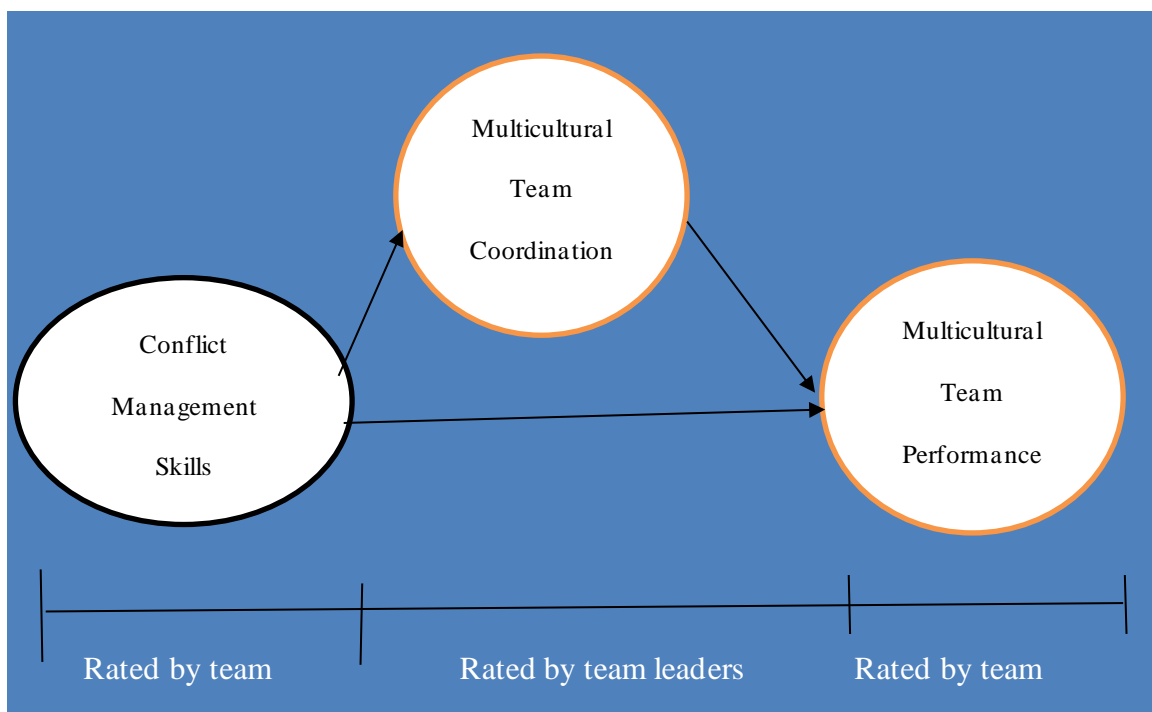 Multicultural
Team
Coordination
Conflict
Management
Skills
Multicultural
Team
Performance
Rated by team
Rated by team leaders
Rated by team